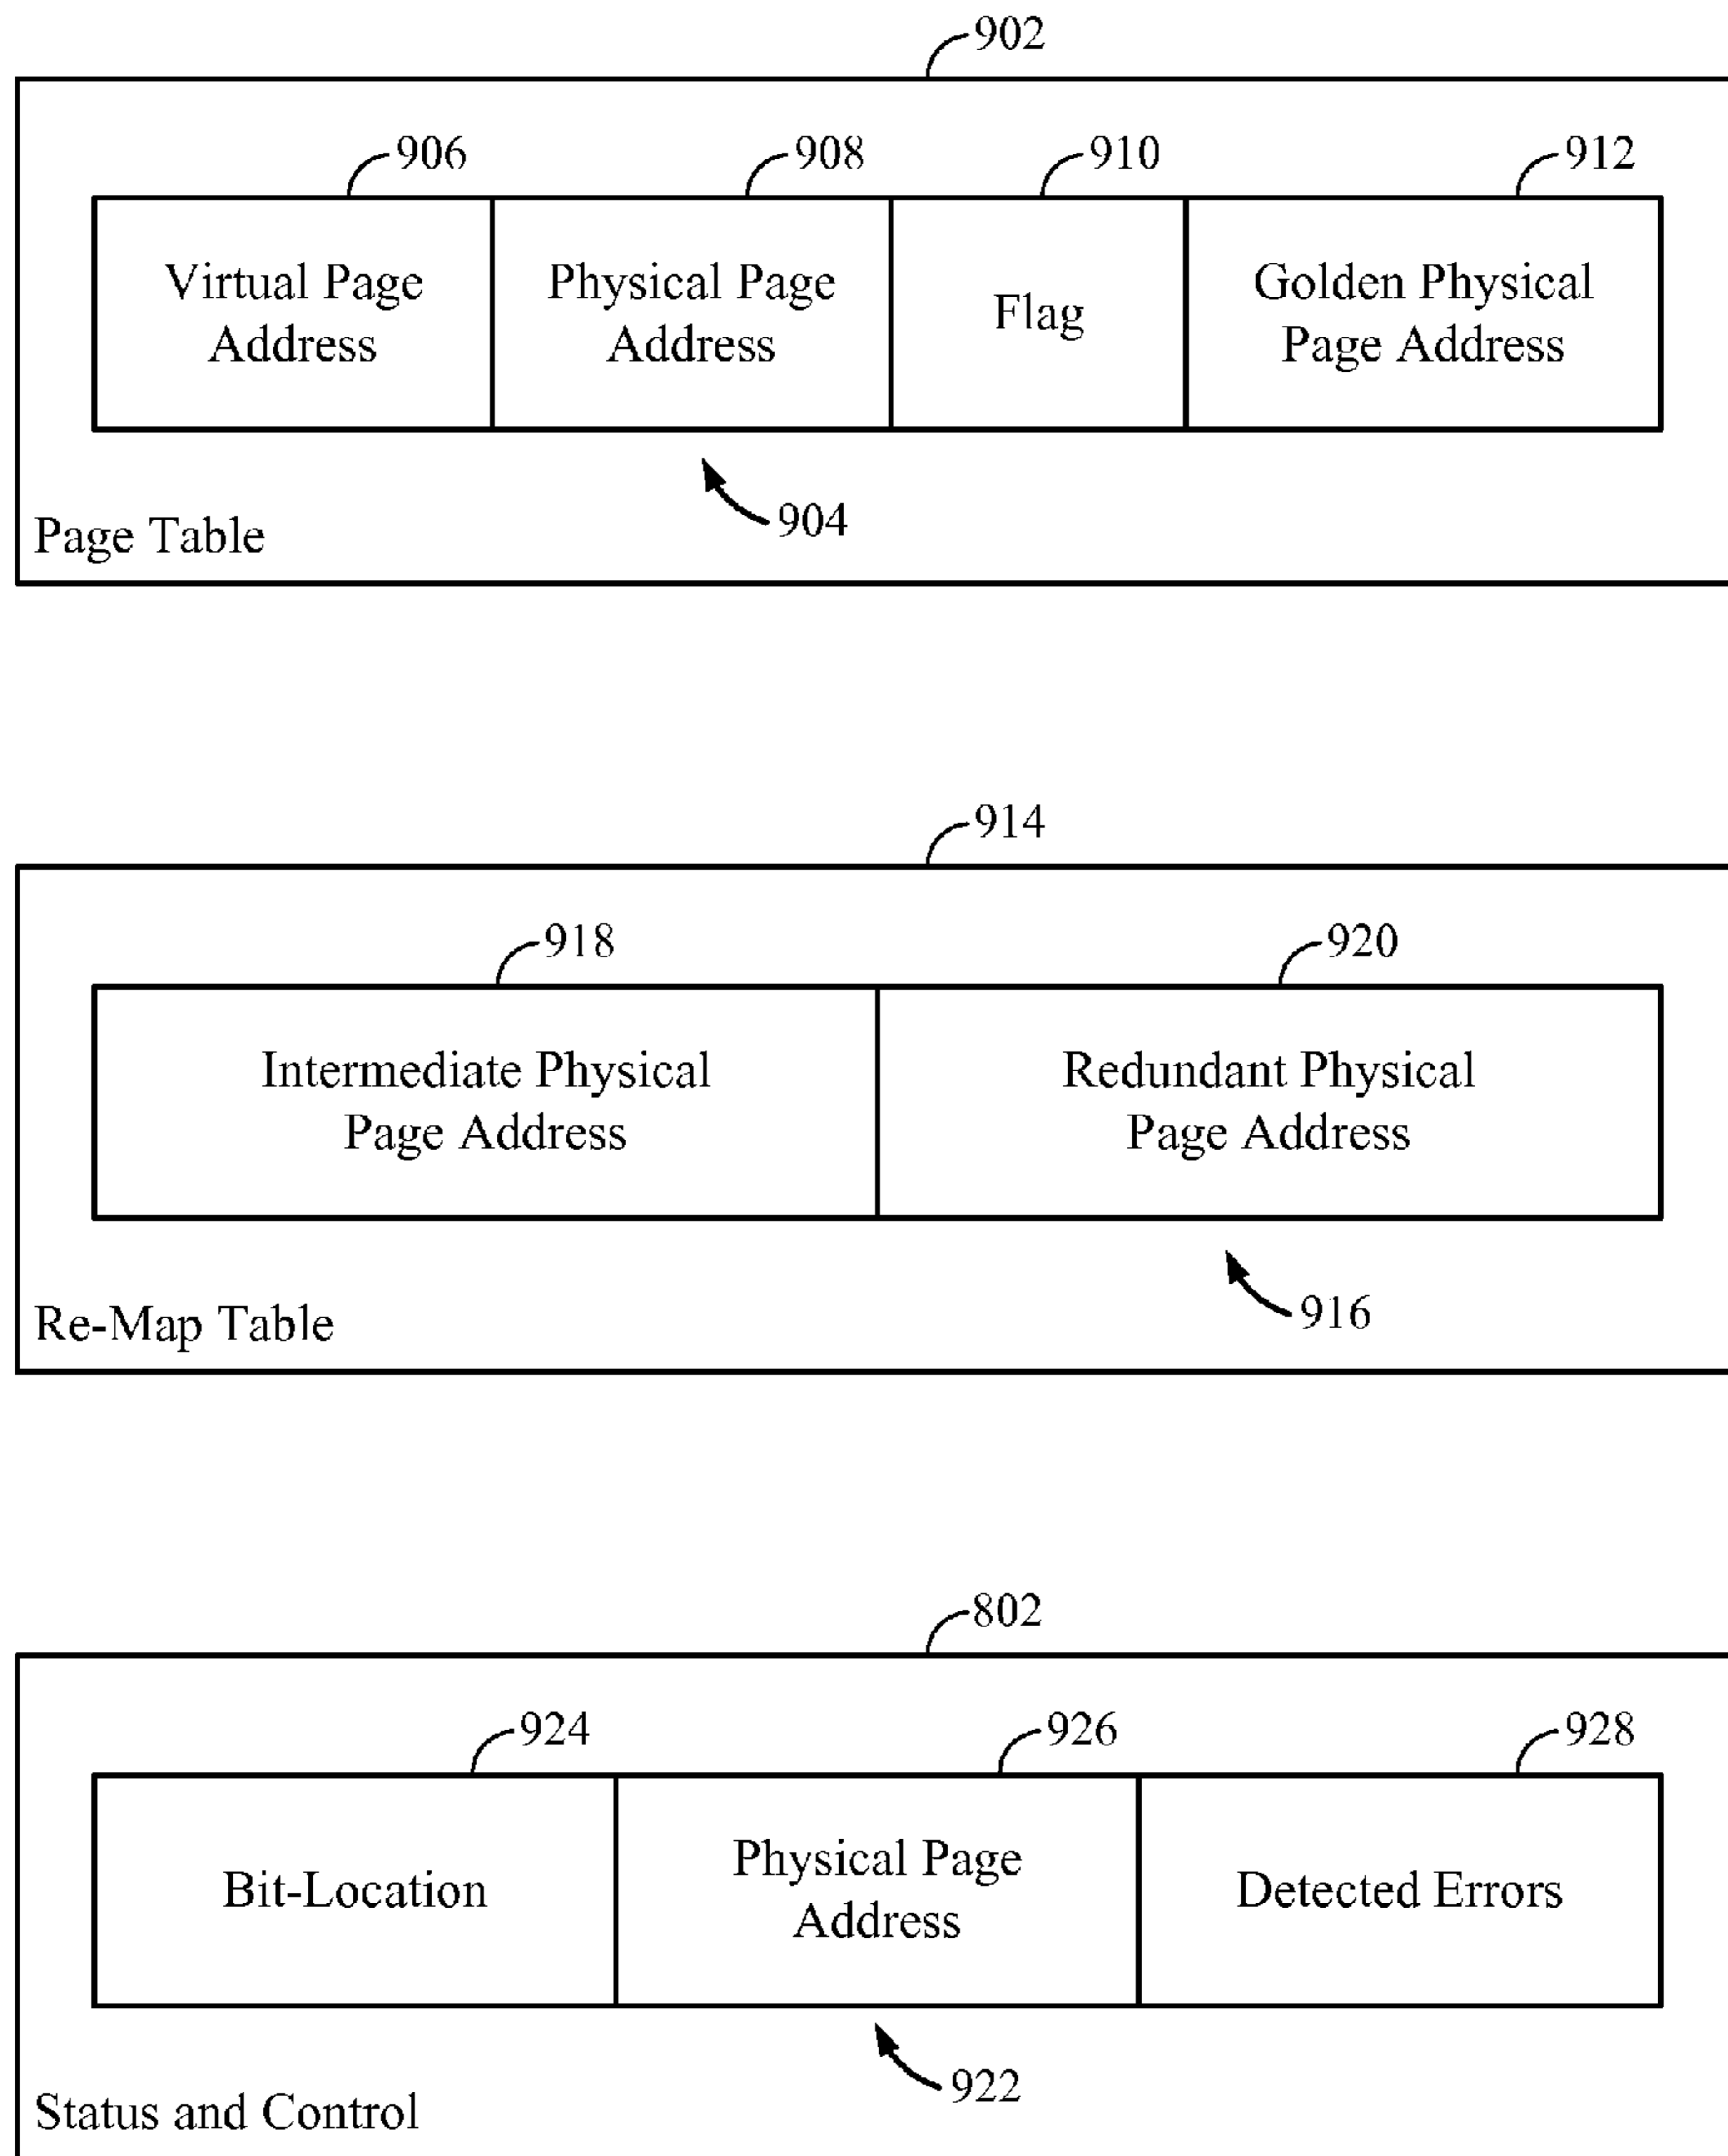 902
906
908
910
912
Virtual Page
Address
Physical Page
Address
Flag
Golden Physical
Page Address
904
Page Table
914
918
920
Intermediate Physical
Page Address
Redundant Physical
Page Address
916
Re-Map Table
802
924
926
928
Bit-Location
Physical Page
Address
Detected Errors
922
Status and Control